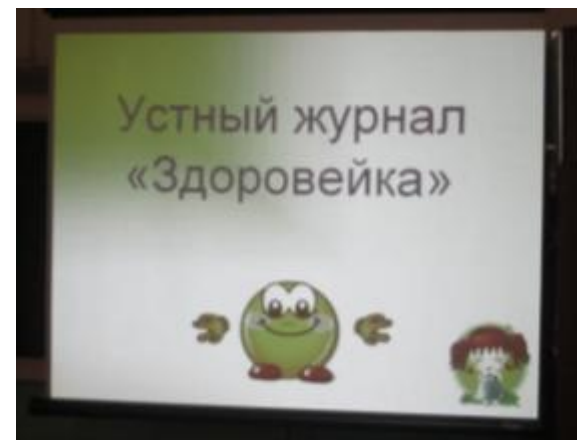 Устный журнал
«Здоровейка»